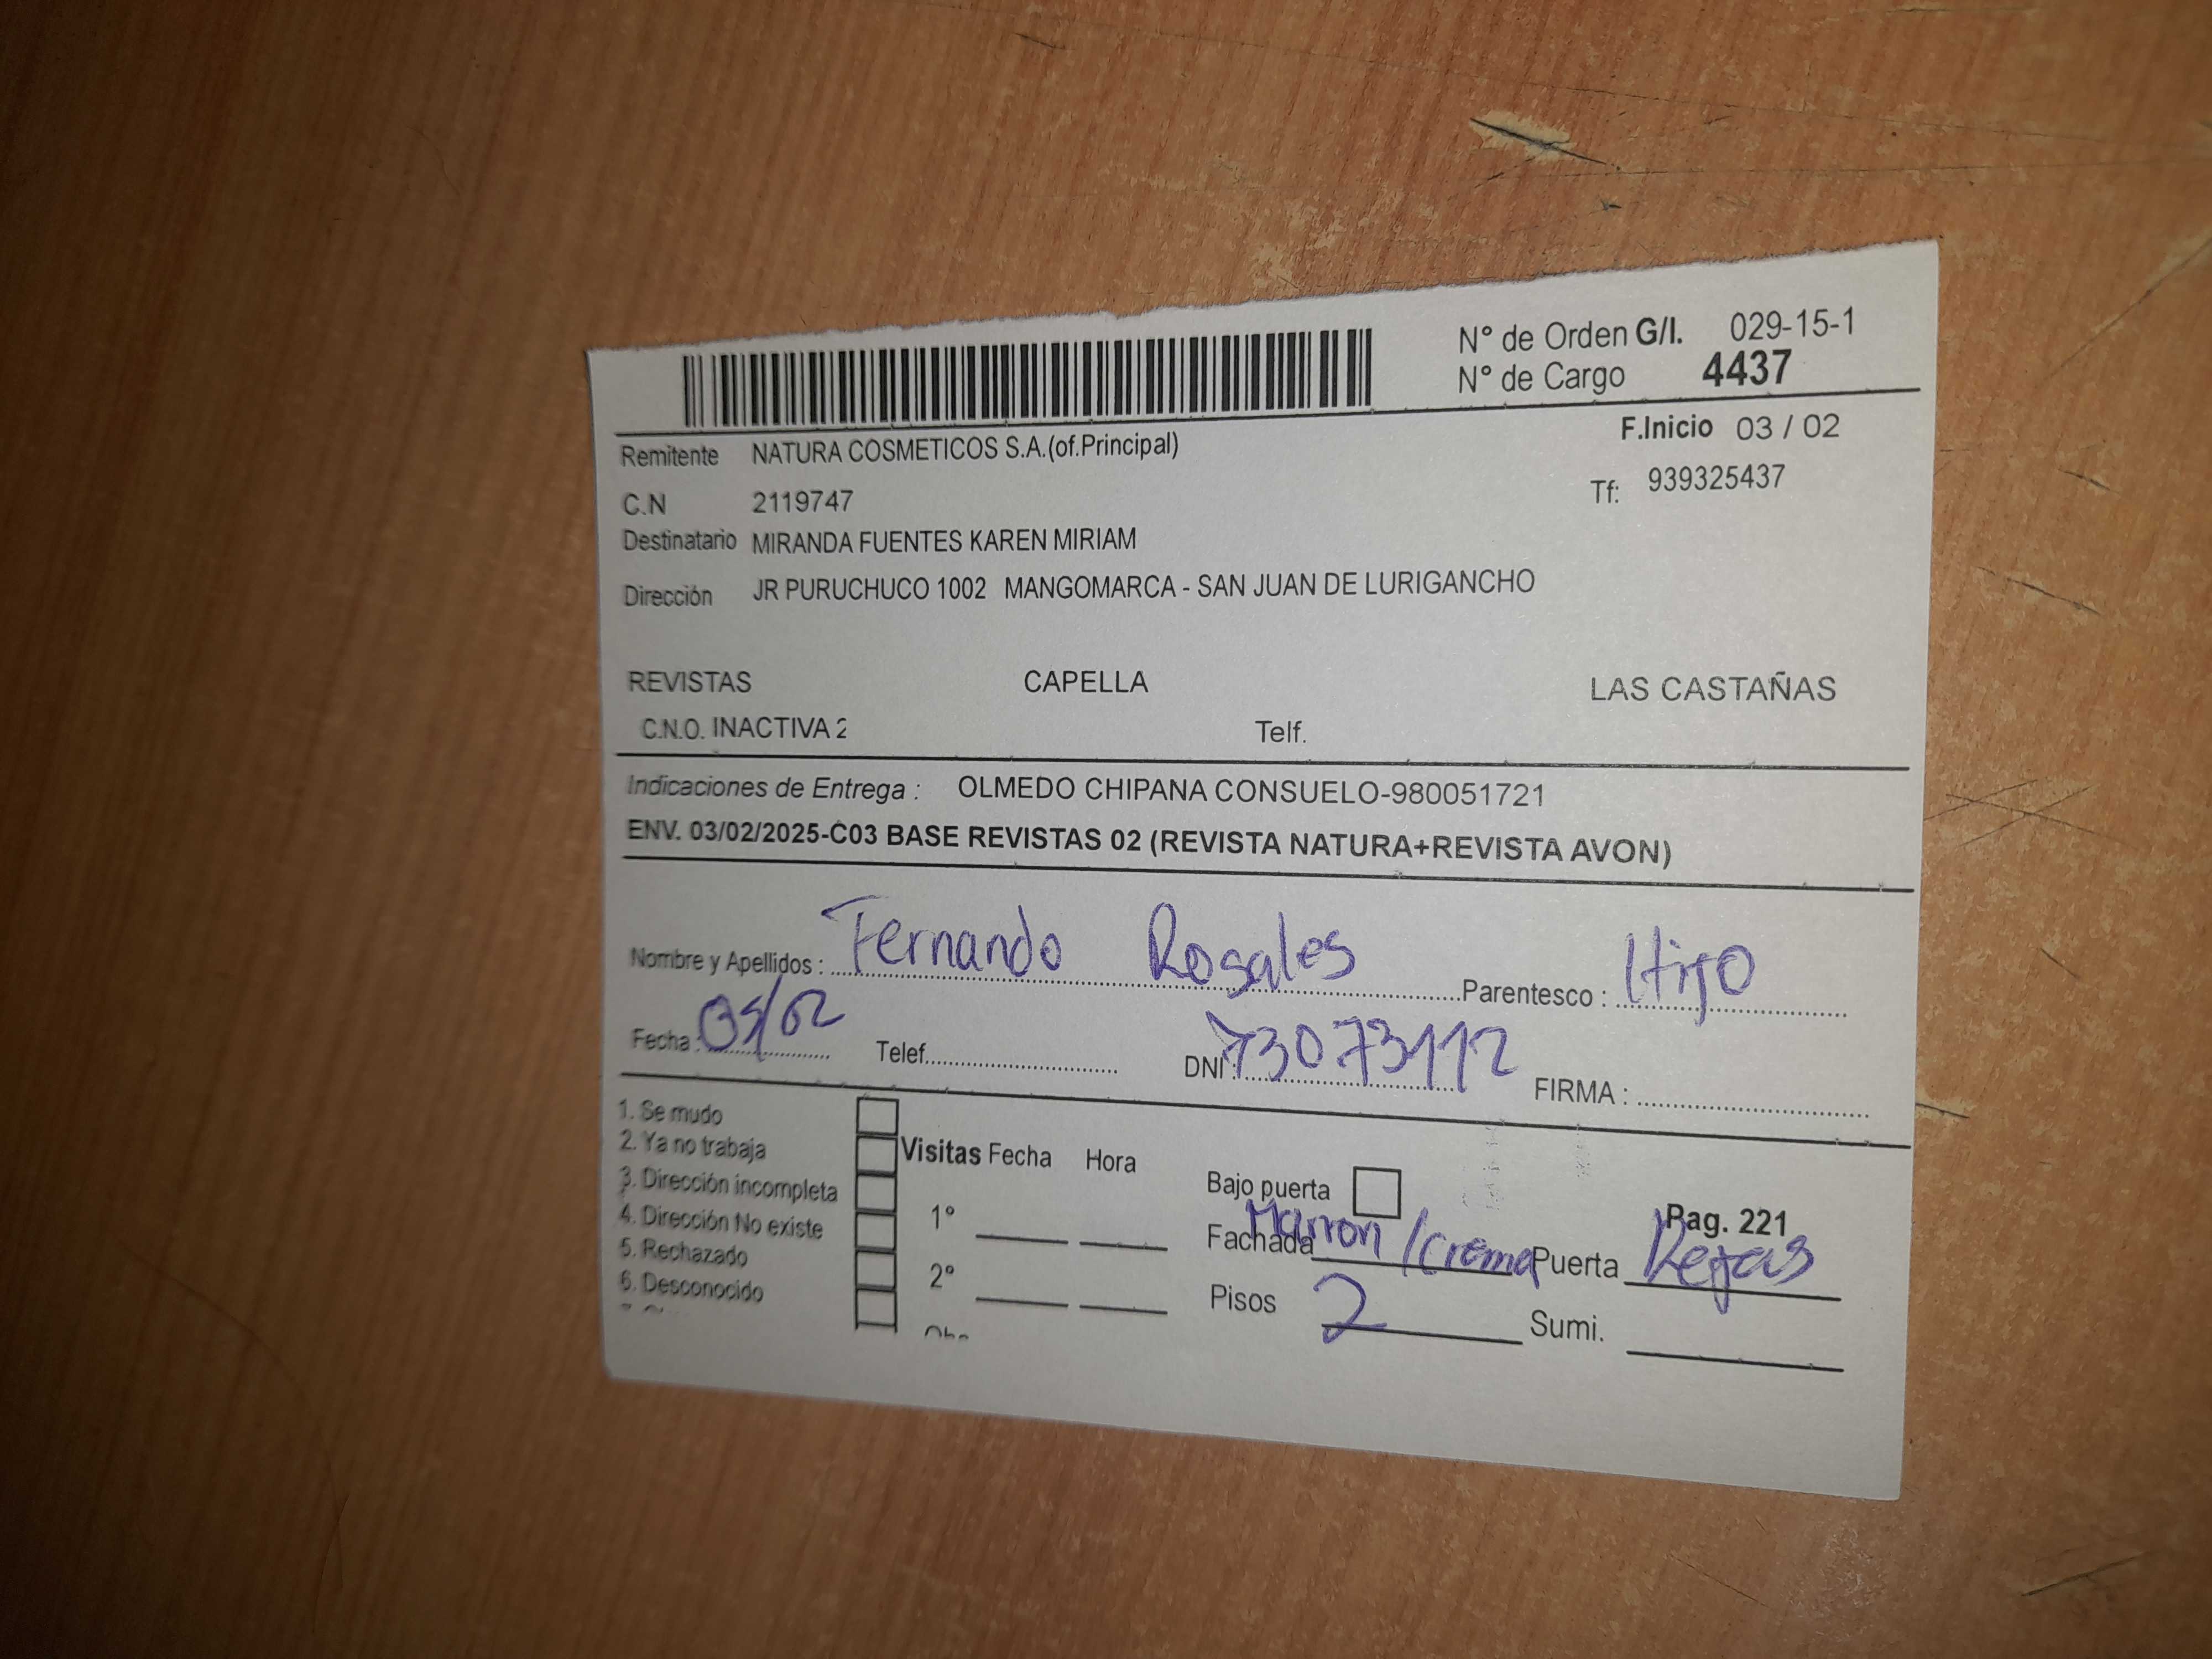 N° de Orden G/I. 029-15-1
N° de Cargo 4437
F.Inicio 03 / 02
Remitente NATURA COSMETICOS S.A.(of.Principal)
Tf: 939325437
C.N 2119747
Destinatario MIRANDA FUENTES KAREN MIRIAM
Dirección JR PURUCHUCO 1002 MANGOMARCA - SAN JUAN DE LURIGANCHO
REVISTAS CAPELLA LAS CASTAÑAS
C.N.O. INACTIVA 2 Telf.
Indicaciones de Entrega : OLMEDO CHIPANA CONSUELO-980051721
ENV. 03/02/2025-C03 BASE REVISTAS 02 (REVISTA NATURA+REVISTA AVON)
Nombre y Apellidos : Fernando Rosales Parentesco : Hijo
Fecha : 05/02 Telef. DNI : 73073112 FIRMA :
1. Se mudo
2. Ya no trabaja
3. Dirección incompleta
4. Dirección No existe
5. Rechazado
6. Desconocido
Visitas Fecha Hora
1°
2°
Bajo puerta
Pag. 221
Fachada Marron / Crema Puerta Rejas
Pisos 2 Sumi.